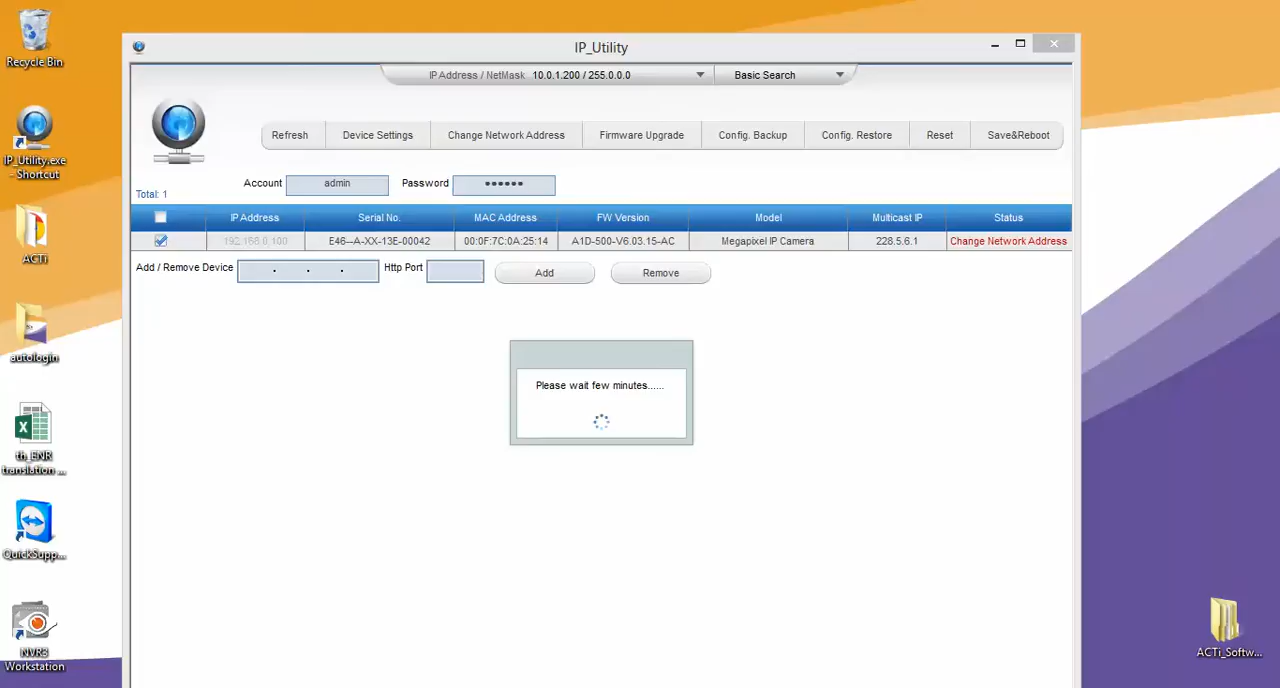 Recycle Bin
IP_Utility.exe
- Shortcut
ACTi
autologin
th_ENR
translation ...
QuickSupp...
NVR3
Workstation
IP_Utility
IP Address / NetMask 10.0.1.200 / 255.0.0.0 Basic Search
Refresh Device Settings Change Network Address Firmware Upgrade Config. Backup Config. Restore Reset Save&Reboot
Account admin Password ••••••
Total: 1
IP Address Serial No. MAC Address FW Version Model Multicast IP Status
192.168.0.100 E46--A-XX-13E-00042 00:0F:7C:0A:25:14 A1D-500-V6.03.15-AC Megapixel IP Camera 228.5.6.1 Change Network Address
Add / Remove Device . . . Http Port Add Remove
Please wait few minutes......
ACTi_Softw...